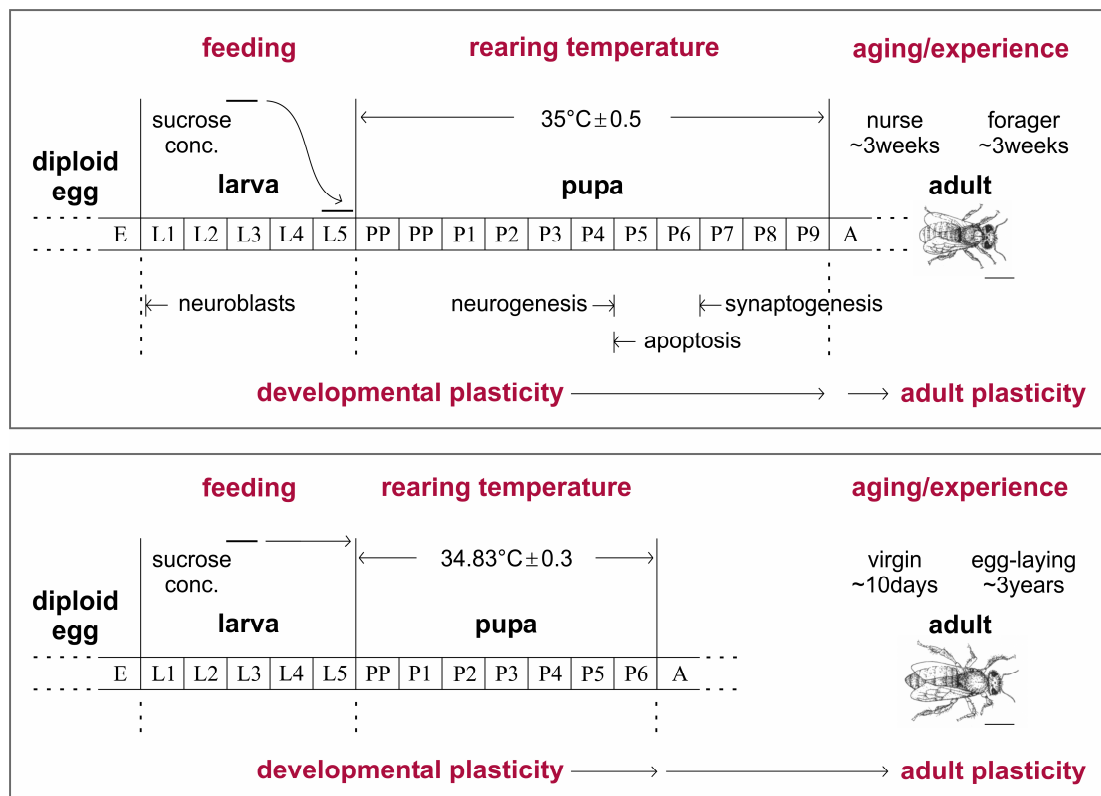 feeding rearing temperature aging/experience
35°C±0.5
sucrose conc.
nurse ~3weeks
forager ~3weeks
diploid egg
larva pupa adult
E L1 L2 L3 L4 L5 PP PP P1 P2 P3 P4 P5 P6 P7 P8 P9 A
neuroblasts neurogenesis synaptogenesis
apoptosis
developmental plasticity adult plasticity
feeding rearing temperature aging/experience
34.83°C±0.3
sucrose conc.
virgin ~10days
egg-laying ~3years
diploid egg
larva pupa adult
E L1 L2 L3 L4 L5 PP P1 P2 P3 P4 P5 P6 A
developmental plasticity adult plasticity